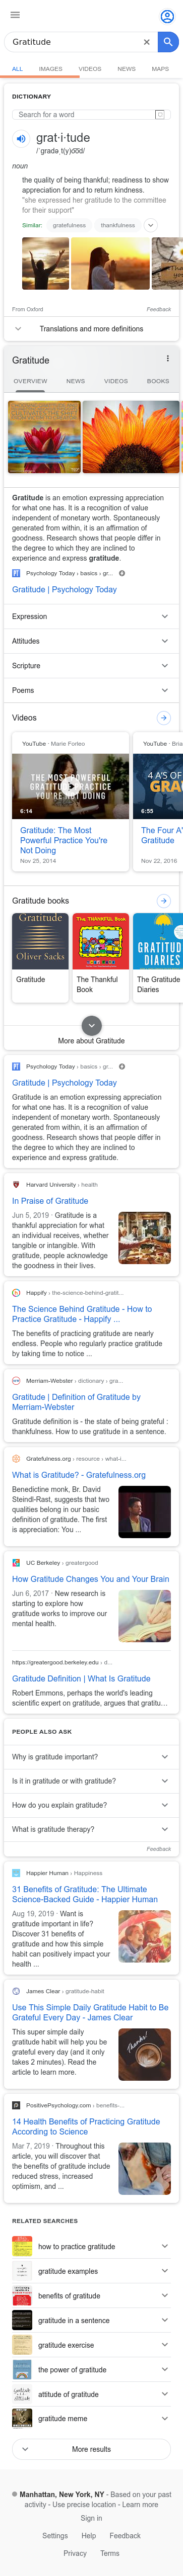 Gratitude
ALL IMAGES VIDEOS NEWS MAPS
DICTIONARY
Search for a word
grat·i·tude
noun
the quality of being thankful; readiness to show
appreciation for and to return kindness.
"she expressed her gratitude to the committee
for their support"
Similar: gratefulness thankfulness
From Oxford Feedback
Translations and more definitions
Gratitude
OVERVIEW NEWS VIDEOS BOOKS
Gratitude is an emotion expressing appreciation
for what one has. It is a recognition of value
independent of monetary worth. Spontaneously
generated from within, it is an affirmation of
goodness. Research shows that people differ in
the degree to which they are inclined to
experience and express gratitude.
Psychology Today › basics › gr...
Gratitude | Psychology Today
Expression
Attitudes
Scripture
Poems
Videos
YouTube · Marie Forleo
THE MOST
POWERFUL GRATITUDE
PRACTICE YOU'RE
NOT DOING
6:14
Gratitude: The Most
Powerful Practice You're
Not Doing
Nov 25, 2014
YouTube · Bria
4 A'S OF
GRA
6:55
The Four A'
Gratitude
Nov 22, 2016
Gratitude books
Gratitude
Oliver Sacks
Gratitude
The THANKFUL Book
The Thankful
Book
The GRATITUDE
DIARIES
The Gratitude
Diaries
More about Gratitude
Psychology Today › basics › gr...
Gratitude | Psychology Today
Gratitude is an emotion expressing appreciation
for what one has. It is a recognition of value
independent of monetary worth. Spontaneously
generated from within, it is an affirmation of
goodness. Research shows that people differ in
the degree to which they are inclined to
experience and express gratitude.
Harvard University › health
In Praise of Gratitude
Jun 5, 2019 · Gratitude is a
thankful appreciation for what
an individual receives, whether
tangible or intangible. With
gratitude, people acknowledge
the goodness in their lives.
Happify › the-science-behind-gratit...
The Science Behind Gratitude - How to
Practice Gratitude - Happify ...
The benefits of practicing gratitude are nearly
endless. People who regularly practice gratitude
by taking time to notice ...
Merriam-Webster › dictionary › gra...
Gratitude | Definition of Gratitude by
Merriam-Webster
Gratitude definition is - the state of being grateful :
thankfulness. How to use gratitude in a sentence.
Gratefulness.org › resource › what-i...
What is Gratitude? - Gratefulness.org
Benedictine monk, Br. David
Steindl-Rast, suggests that two
qualities belong in our basic
definition of gratitude. The first
is appreciation: You ...
UC Berkeley › greatergood
How Gratitude Changes You and Your Brain
Jun 6, 2017 · New research is
starting to explore how
gratitude works to improve our
mental health.
https://greatergood.berkeley.edu › d...
Gratitude Definition | What Is Gratitude
Robert Emmons, perhaps the world's leading
scientific expert on gratitude, argues that gratitu...
PEOPLE ALSO ASK
Why is gratitude important?
Is it in gratitude or with gratitude?
How do you explain gratitude?
What is gratitude therapy?
Feedback
Happier Human › Happiness
31 Benefits of Gratitude: The Ultimate
Science-Backed Guide - Happier Human
Aug 19, 2019 · Want is
gratitude important in life?
Discover 31 benefits of
gratitude and how this simple
habit can positively impact your
health ...
James Clear › gratitude-habit
Use This Simple Daily Gratitude Habit to Be
Grateful Every Day - James Clear
This super simple daily
gratitude habit will help you be
grateful every day (and it only
takes 2 minutes). Read the
article to learn more.
Thanks!
PositivePsychology.com › benefits-...
14 Health Benefits of Practicing Gratitude
According to Science
Mar 7, 2019 · Throughout this
article, you will discover that
the benefits of gratitude include
reduced stress, increased
optimism, and ...
RELATED SEARCHES
how to practice gratitude
gratitude examples
benefits of gratitude
gratitude in a sentence
gratitude exercise
the power of gratitude
attitude of gratitude
gratitude meme
More results
Manhattan, New York, NY - Based on your past
activity - Use precise location - Learn more
Sign in
Settings Help Feedback
Privacy Terms